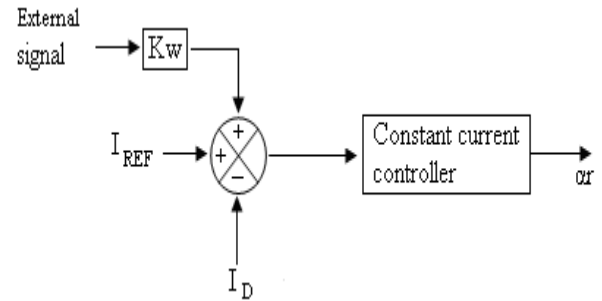 External
signal
Kw
+
I REF
+
−
Constant current
controller
αr
I D